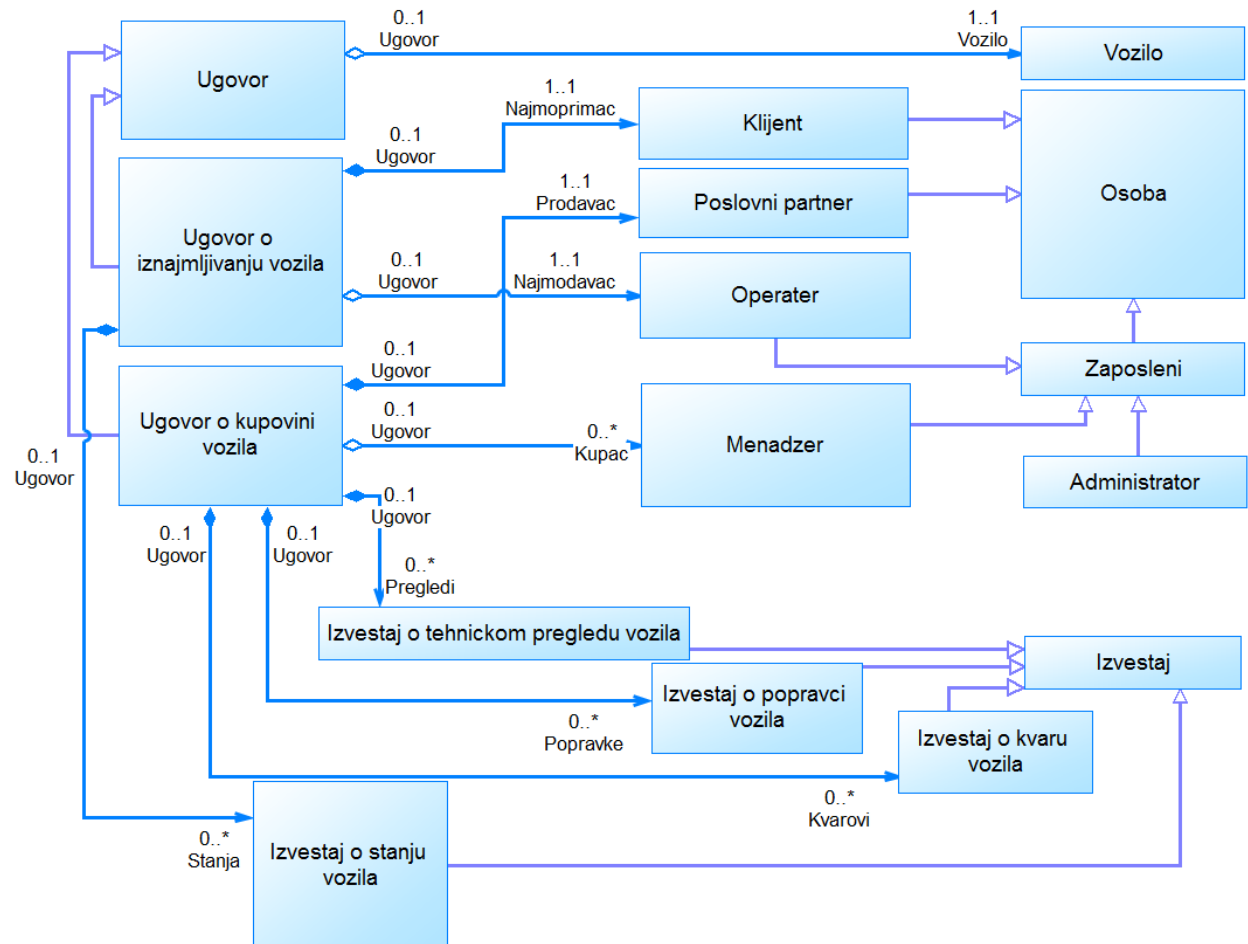 0..1
Ugovor
1..1
Vozilo
Ugovor
Vozilo
1..1
Najmoprimac
Klijent
0..1
Ugovor
Osoba
1..1
Prodavac
Poslovni partner
Ugovor o
iznajmljivanju vozila
0..1
Ugovor
1..1
Najmodavac
Operater
0..1
Ugovor
Zaposleni
Ugovor o kupovini
vozila
0..1
Ugovor
0..*
Kupac
Menadzer
0..1
Ugovor
Administrator
0..1
Ugovor
0..1
Ugovor
0..1
Ugovor
0..*
Pregledi
Izvestaj o tehnickom pregledu vozila
Izvestaj
Izvestaj o popravci
vozila
0..*
Popravke
Izvestaj o kvaru
vozila
0..*
Kvarovi
0..*
Stanja
Izvestaj o stanju
vozila